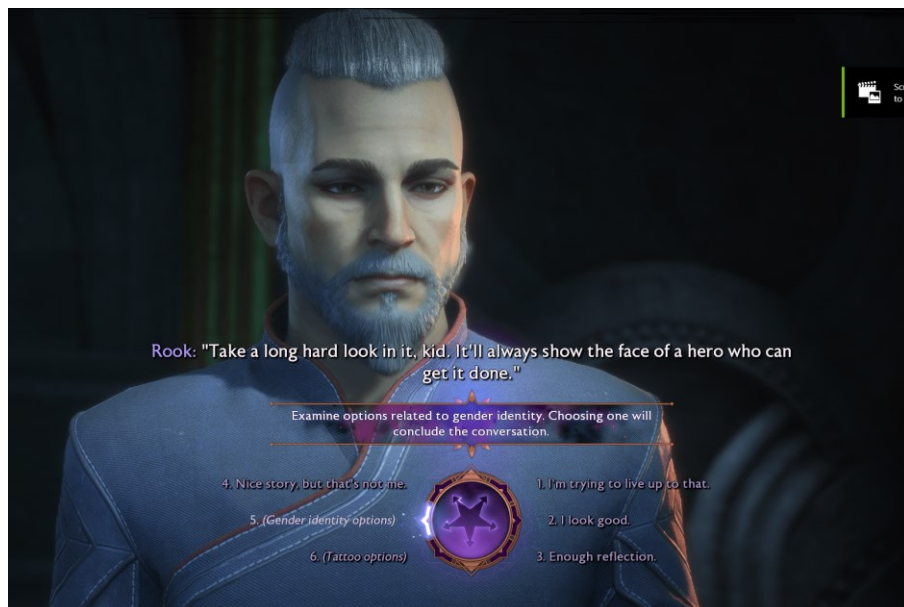 Sc
to
Rook: "Take a long hard look in it, kid. It'll always show the face of a hero who can
get it done."
Examine options related to gender identity. Choosing one will
conclude the conversation.
4. Nice story, but that's not me.
1. I'm trying to live up to that.
5. (Gender identity options)
2. I look good.
6. (Tattoo options)
3. Enough reflection.